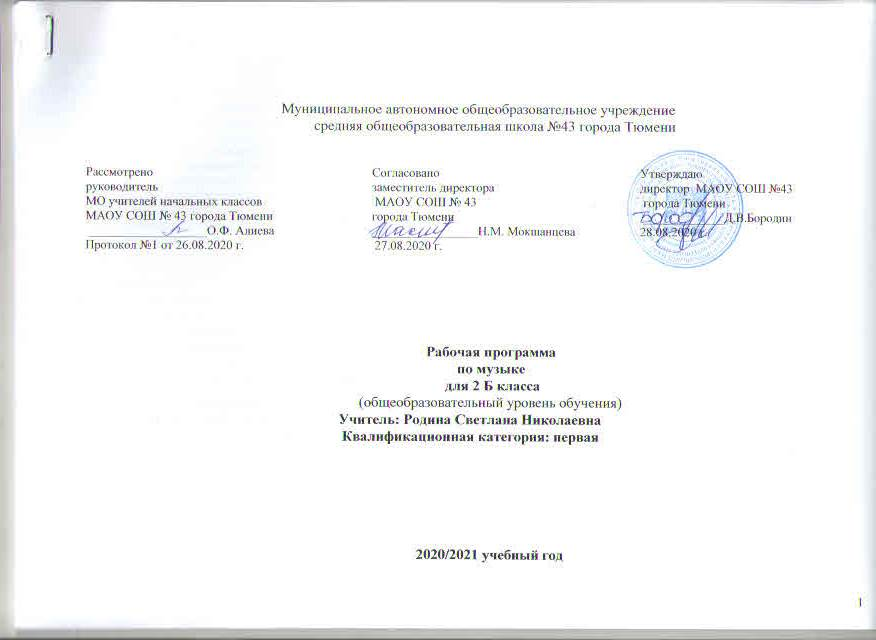 Муниципальное автономное общеобразовательное учреждение
средняя общеобразовательная школа №43 города Тюмени
Рассмотрено
руководитель
МО учителей начальных классов
МАОУ СОШ № 43 города Тюмени
О.Ф. Алиева
Протокол №1 от 26.08.2020 г.
Согласовано
заместитель директора
МАОУ СОШ № 43
города Тюмени
Н.М. Мокшанцева
27.08.2020 г.
Утверждаю
директор МАОУ СОШ №43
города Тюмени
Д.В.Бородин
28.08.2020 г.
Рабочая программа
по музыке
для 2 Б класса
(общеобразовательный уровень обучения)
Учитель: Родина Светлана Николаевна
Квалификационная категория: первая
2020/2021 учебный год
1